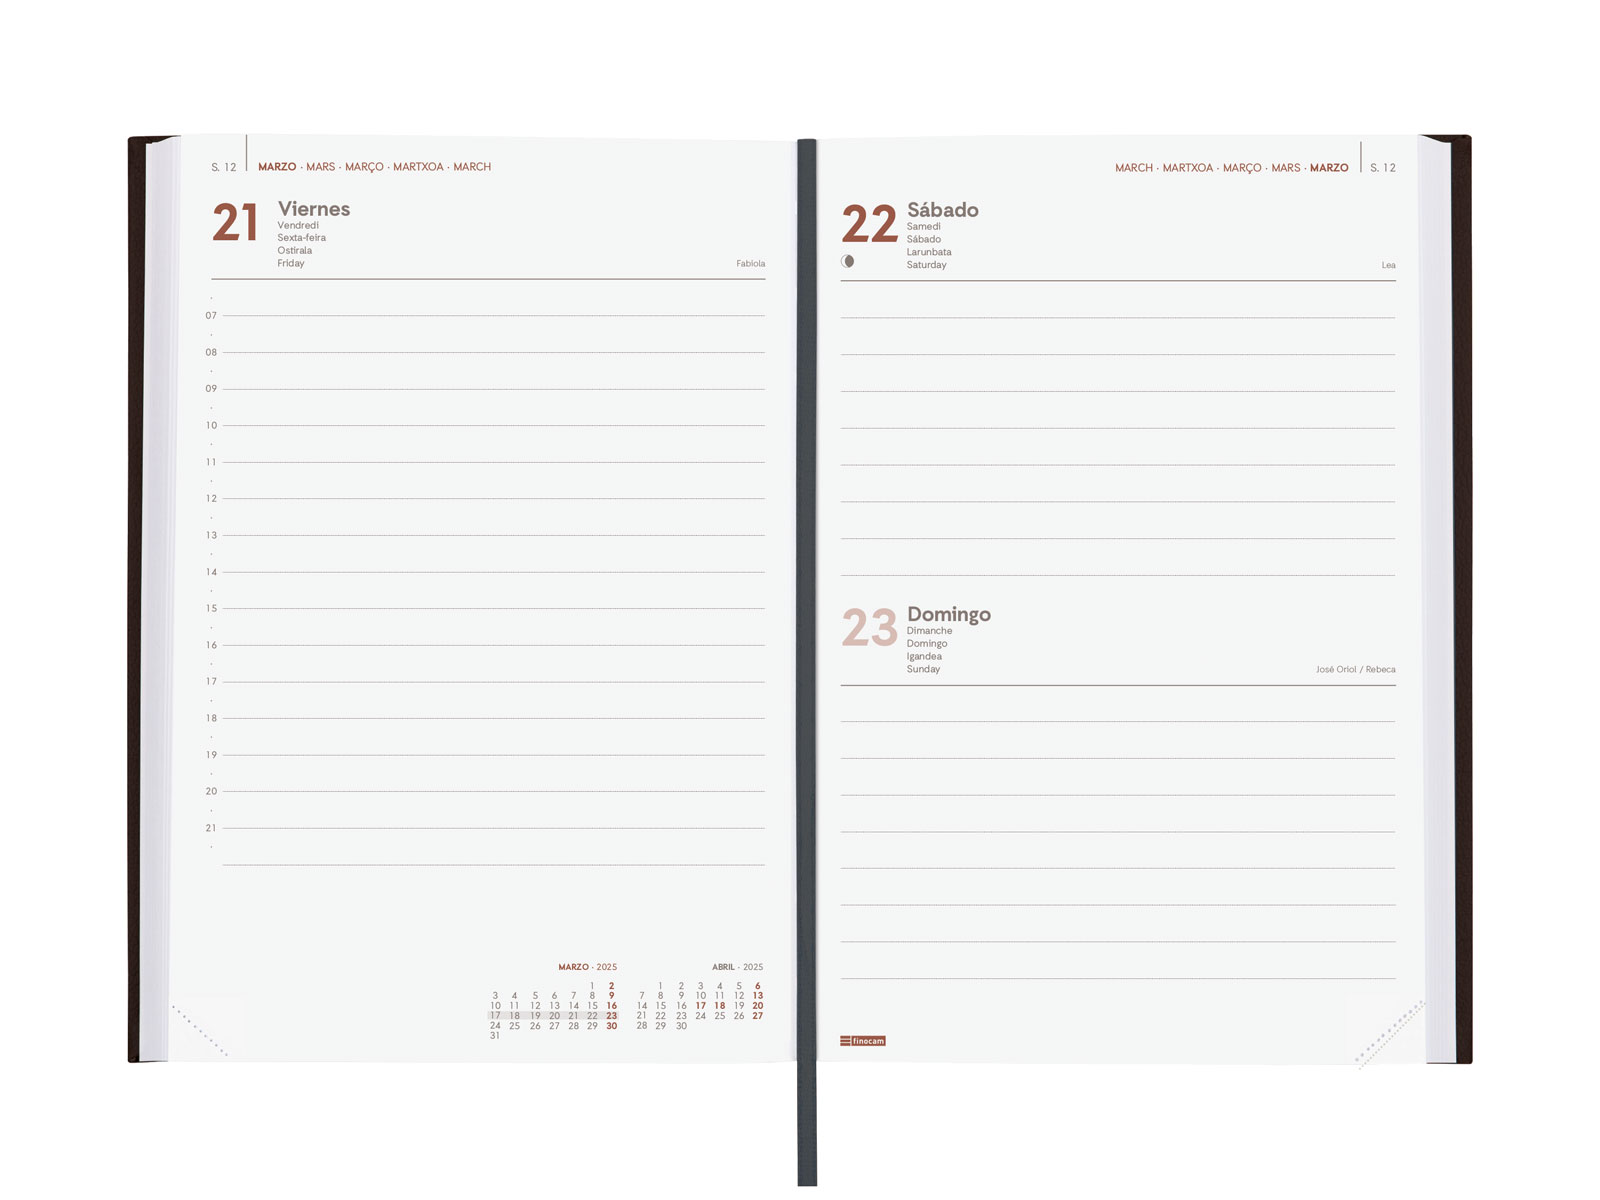 S. 12 MARZO · MARS · MARÇO · MARTXOA · MARCH
21 Viernes
Vendredi
Sexta-feira
Ostirala
Friday
Fabiola
07
08
09
10
11
12
13
14
15
16
17
18
19
20
21
MARZO · 2025
1 2
3 4 5 6 7 8 9
10 11 12 13 14 15 16
17 18 19 20 21 22 23
24 25 26 27 28 29 30
31
ABRIL · 2025
1 2 3 4 5 6
7 8 9 10 11 12 13
14 15 16 17 18 19 20
21 22 23 24 25 26 27
28 29 30
MARCH · MARTXOA · MARÇO · MARS · MARZO S. 12
22 Sábado
Samedi
Sábado
Larunbata
Saturday
Lea
23 Domingo
Dimanche
Domingo
Igandea
Sunday
José Oriol / Rebeca
finocam